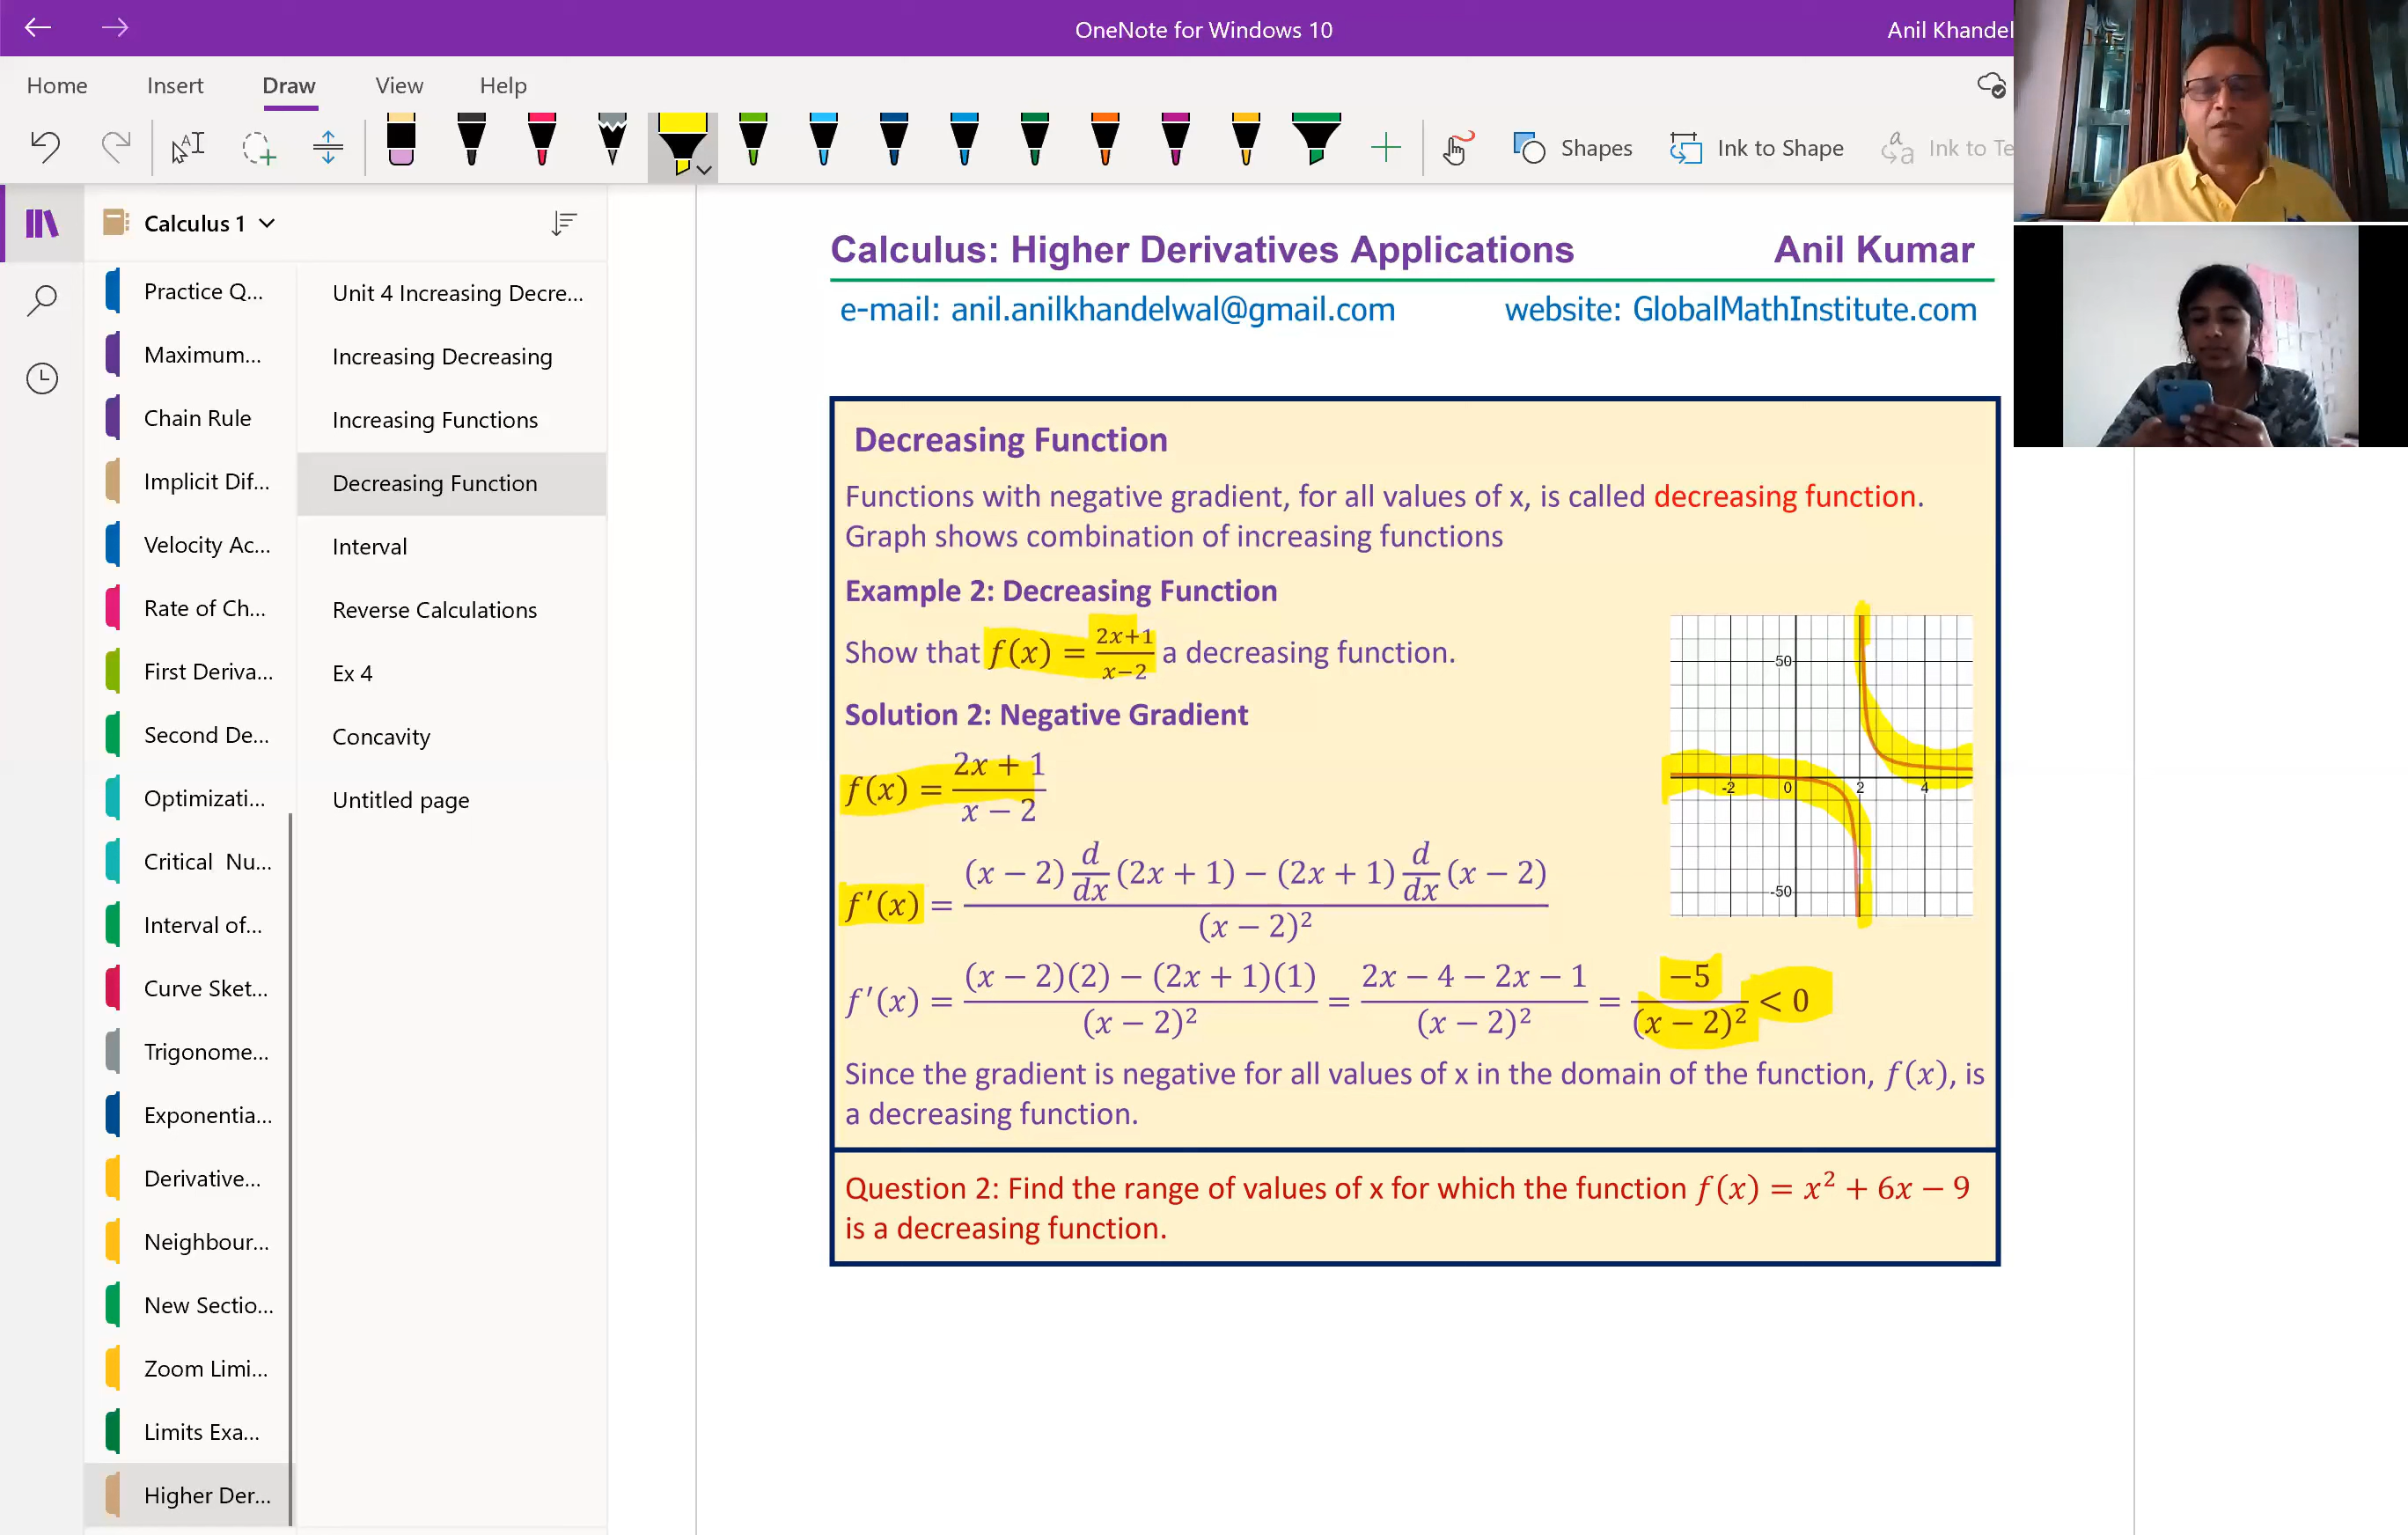 OneNote for Windows 10
Anil Khandel
Home Insert Draw View Help
Shapes Ink to Shape Ink to Te
Calculus 1
Practice Q...
Maximum...
Chain Rule
Implicit Dif...
Velocity Ac...
Rate of Ch...
First Deriva...
Second De...
Optimizati...
Critical Nu...
Interval of...
Curve Sket...
Trigonome...
Exponentia...
Derivative...
Neighbour...
New Sectio...
Zoom Limi...
Limits Exa...
Higher Der...
Unit 4 Increasing Decre...
Increasing Decreasing
Increasing Functions
Decreasing Function
Interval
Reverse Calculations
Ex 4
Concavity
Untitled page
Calculus: Higher Derivatives Applications Anil Kumar
e-mail: anil.anilkhandelwal@gmail.com website: GlobalMathInstitute.com
Decreasing Function
Functions with negative gradient, for all values of x, is called decreasing function.
Graph shows combination of increasing functions
Example 2: Decreasing Function
Show that f(x) = (2x+1)/(x−2) a decreasing function.
Solution 2: Negative Gradient
f(x) = (2x + 1)/(x − 2)
f′(x) = ((x − 2) d/dx (2x + 1) − (2x + 1) d/dx (x − 2))/(x − 2)²
f′(x) = ((x − 2)(2) − (2x + 1)(1))/(x − 2)² = (2x − 4 − 2x − 1)/(x − 2)² = −5/(x − 2)² < 0
Since the gradient is negative for all values of x in the domain of the function, f(x), is
a decreasing function.
50
-2 0 2 4
-50
Question 2: Find the range of values of x for which the function f(x) = x² + 6x − 9
is a decreasing function.